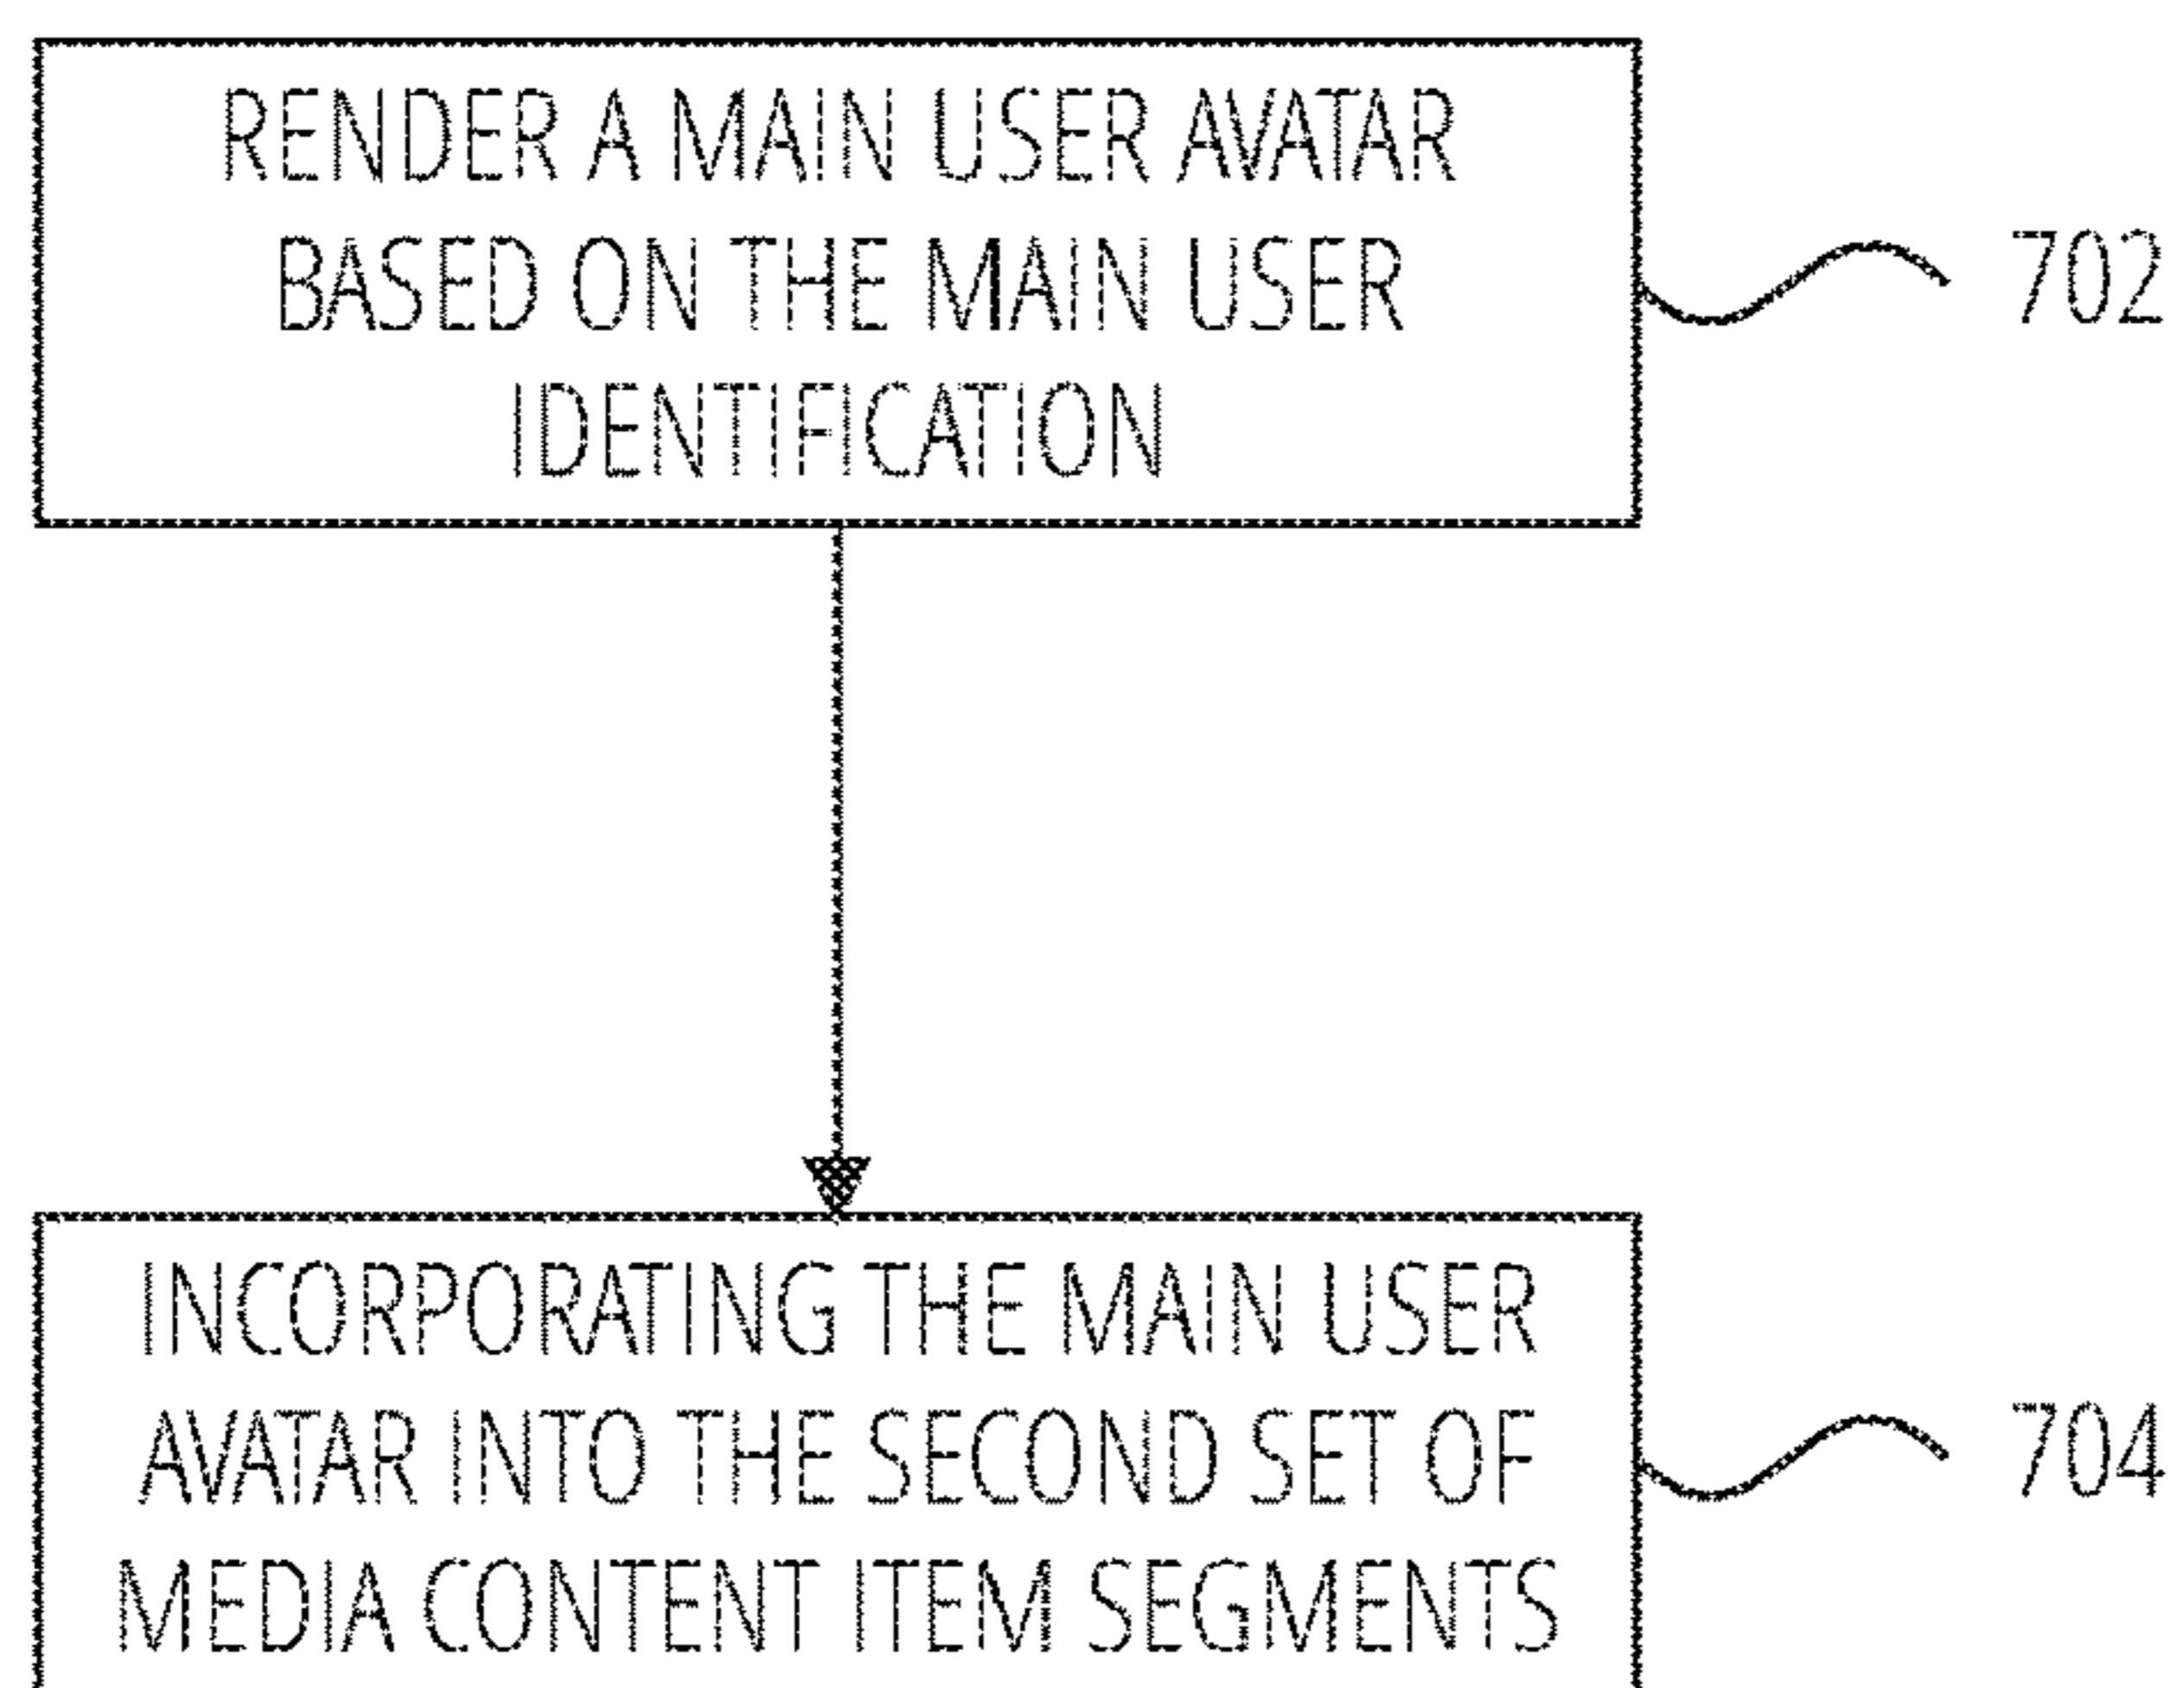 RENDER A MAIN USER AVATAR
BASED ON THE MAIN USER
IDENTIFICATION
702
INCORPORATING THE MAIN USER
AVATAR INTO THE SECOND SET OF
MEDIA CONTENT ITEM SEGMENTS
704